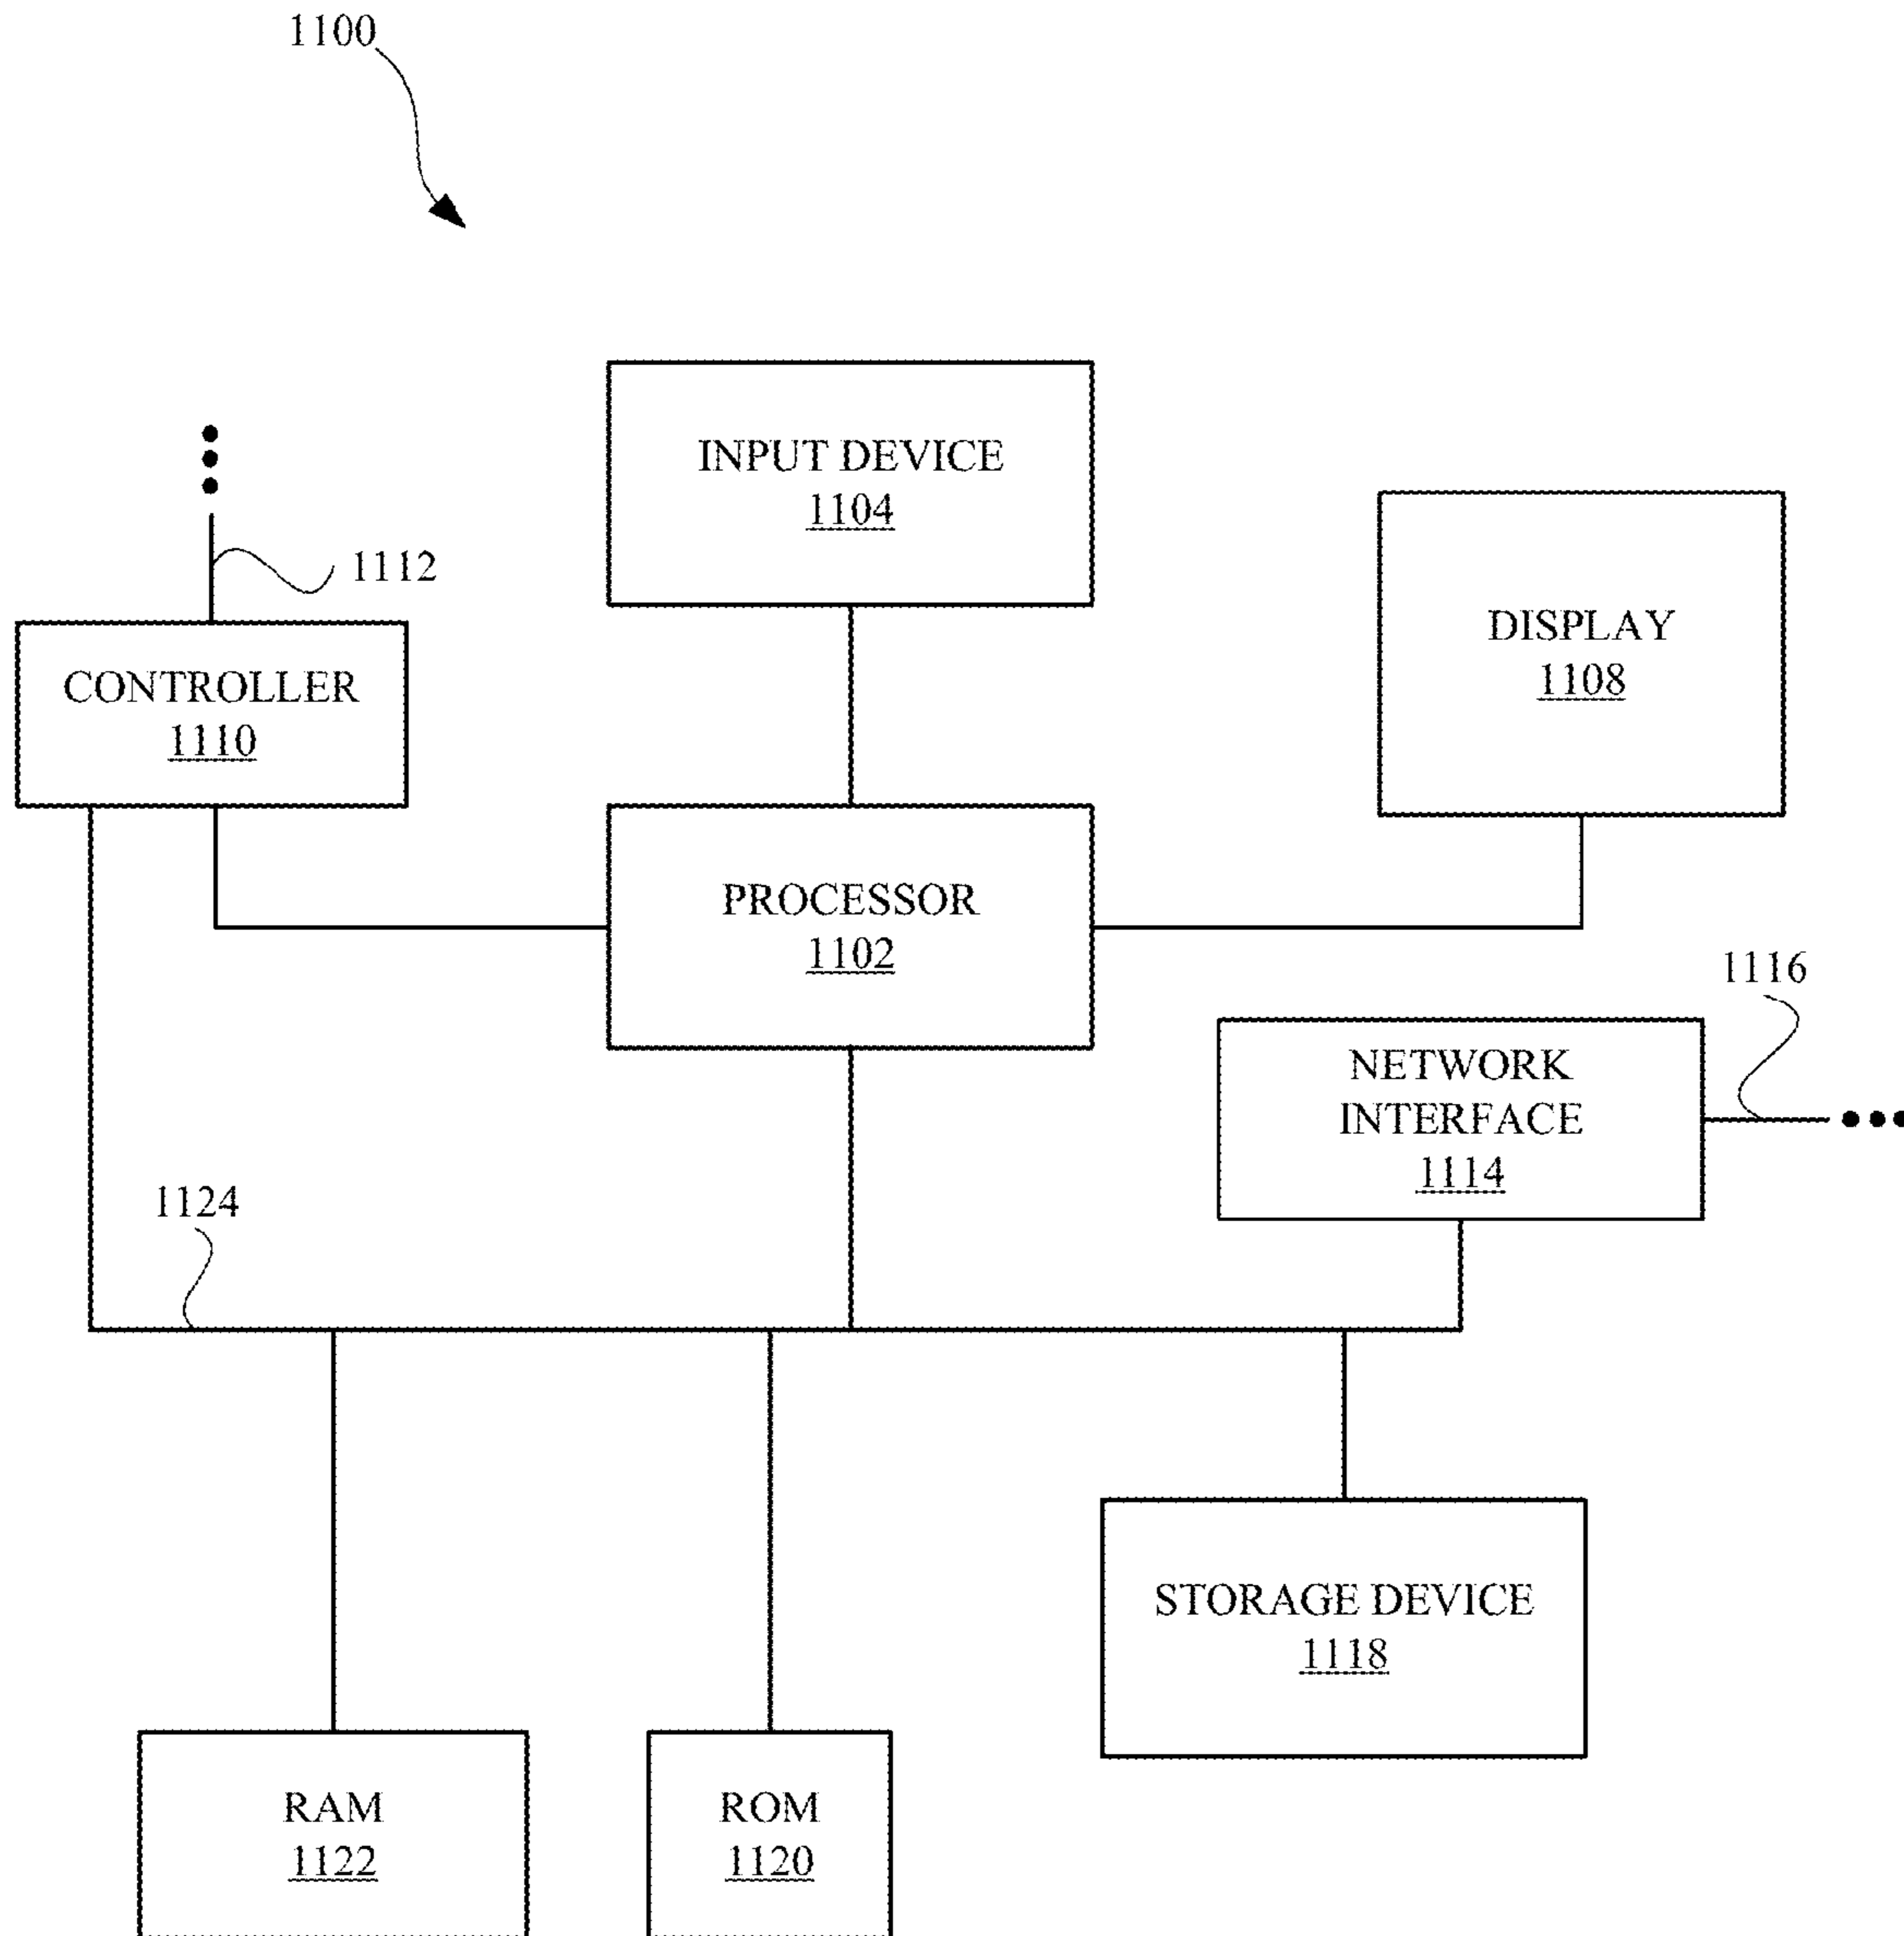 1100
INPUT DEVICE
1104
1112
DISPLAY
1108
CONTROLLER
1110
PROCESSOR
1102
1116
NETWORK
INTERFACE
1114
1124
STORAGE DEVICE
1118
RAM
1122
ROM
1120